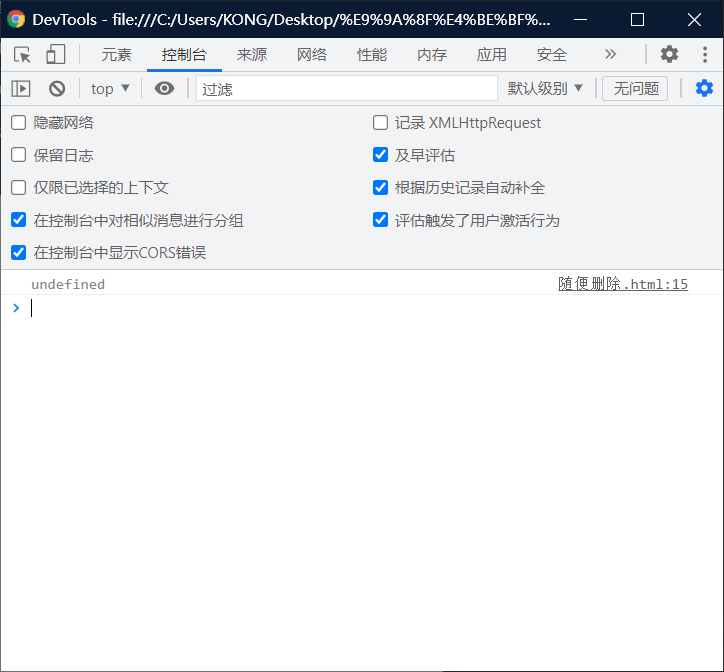 DevTools - file:///C:/Users/KONG/Desktop/%E9%9A%8F%E4%BE%BF%...
元素 控制台 来源 网络 性能 内存 应用 安全 »
top ▼ 过滤 默认级别 ▼ 无问题
隐藏网络 记录 XMLHttpRequest
保留日志 及早评估
仅限已选择的上下文 根据历史记录自动补全
在控制台中对相似消息进行分组 评估触发了用户激活行为
在控制台中显示CORS错误
undefined 随便删除.html:15